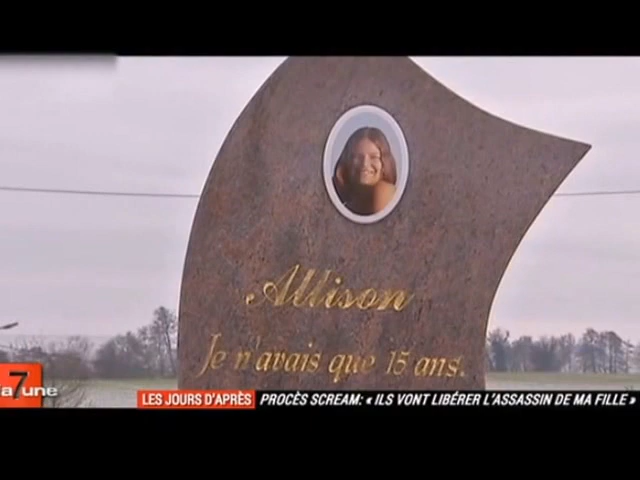 Allison
Je n'avais que 15 ans.
7
à la une
LES JOURS D'APRÈS
PROCÈS SCREAM: « ILS VONT LIBÉRER L'ASSASSIN DE MA FILLE »